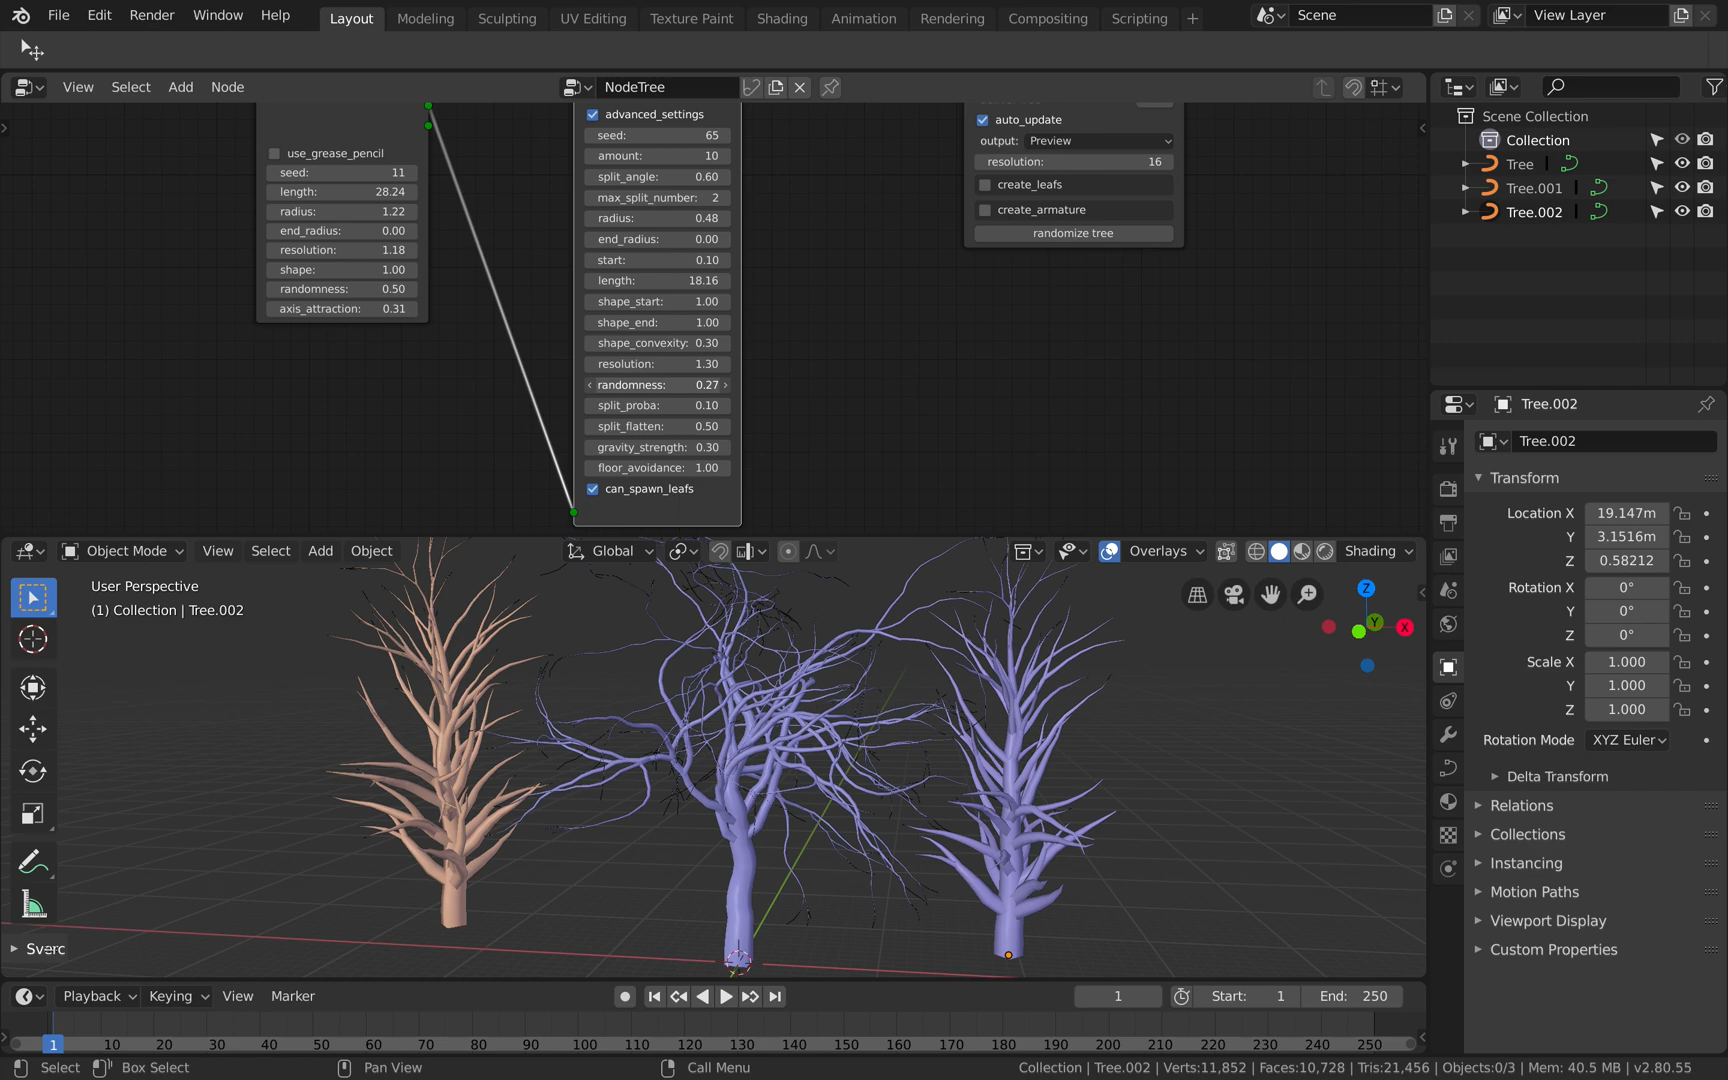 File Edit Render Window Help Layout Modeling Sculpting UV Editing Texture Paint Shading Animation Rendering Compositing Scripting + Scene View Layer
View Select Add Node NodeTree
use_grease_pencil
seed: 11
length: 28.24
radius: 1.22
end_radius: 0.00
resolution: 1.18
shape: 1.00
randomness: 0.50
axis_attraction: 0.31
advanced_settings
seed: 65
amount: 10
split_angle: 0.60
max_split_number: 2
radius: 0.48
end_radius: 0.00
start: 0.10
length: 18.16
shape_start: 1.00
shape_end: 1.00
shape_convexity: 0.30
resolution: 1.30
randomness: 0.27
split_proba: 0.10
split_flatten: 0.50
gravity_strength: 0.30
floor_avoidance: 1.00
can_spawn_leafs
auto_update
output: Preview
resolution: 16
create_leafs
create_armature
randomize tree
Scene Collection
Collection
Tree
Tree.001
Tree.002
Tree.002
Tree.002
Transform
Location X 19.147m
Y 3.1516m
Z 0.58212
Rotation X 0°
Y 0°
Z 0°
Scale X 1.000
Y 1.000
Z 1.000
Rotation Mode XYZ Euler
Delta Transform
Relations
Collections
Instancing
Motion Paths
Viewport Display
Custom Properties
Object Mode View Select Add Object Global Overlays Shading
User Perspective
(1) Collection | Tree.002
Z
Y
X
Sverc
Playback Keying View Marker 1 Start: 1 End: 250
1 10 20 30 40 50 60 70 80 90 100 110 120 130 140 150 160 170 180 190 200 210 220 230 240 250
Select Box Select Pan View Call Menu Collection | Tree.002 | Verts:11,852 | Faces:10,728 | Tris:21,456 | Objects:0/3 | Mem: 40.5 MB | v2.80.55